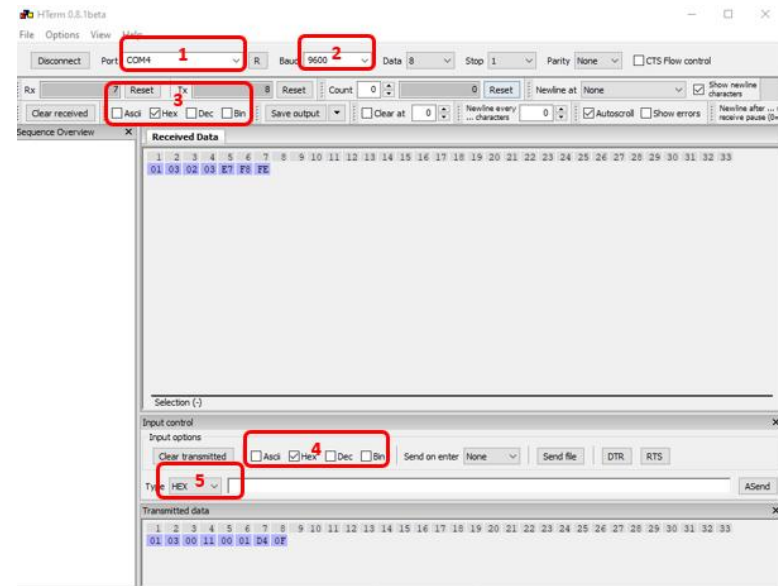 HTerm 0.8.1beta
File Options View Help
Disconnect Port COM4 1 R Baud 9600 2 Data 8 Stop 1 Parity None CTS Flow control
Rx 7 Reset Tx 8 Reset Count 0 0 Reset Newline at None Show newline characters
Clear received 3 Ascii Hex Dec Bin Save output Clear at 0 Newline every ... characters 0 Autoscroll Show errors Newline after ... receive pause (0=
Sequence Overview X Received Data
1 2 3 4 5 6 7 8 9 10 11 12 13 14 15 16 17 18 19 20 21 22 23 24 25 26 27 28 29 30 31 32 33
01 03 02 03 E7 F8 FE
Selection (-)
Input control X
Input options
Clear transmitted Ascii Hex 4 Dec Bin Send on enter None Send file DTR RTS
Type HEX 5 ASend
Transmitted data X
1 2 3 4 5 6 7 8 9 10 11 12 13 14 15 16 17 18 19 20 21 22 23 24 25 26 27 28 29 30 31 32 33
01 03 00 11 00 01 D4 0F